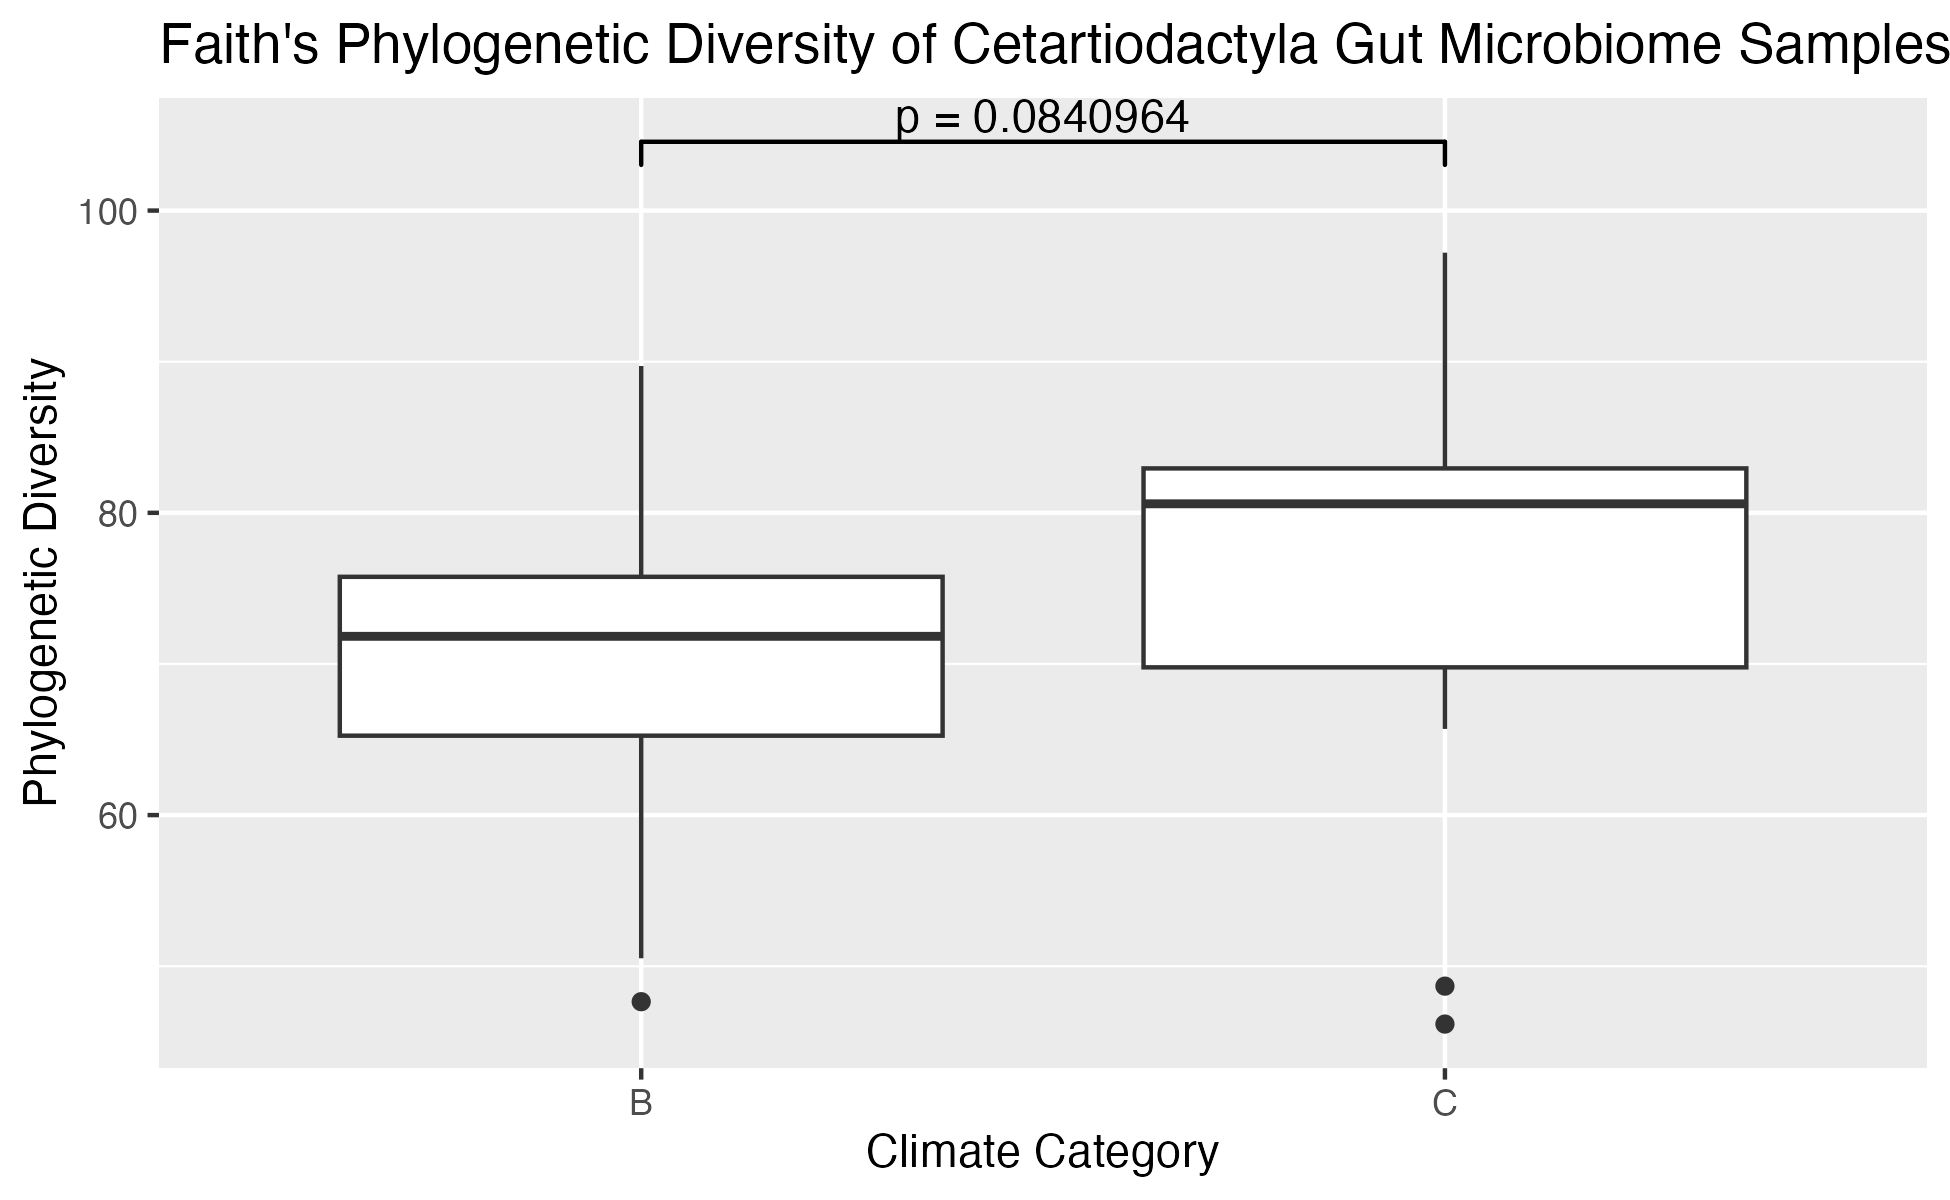 Faith's Phylogenetic Diversity of Cetartiodactyla Gut Microbiome Samples
p = 0.0840964
100
80
60
Phylogenetic Diversity
B
C
Climate Category